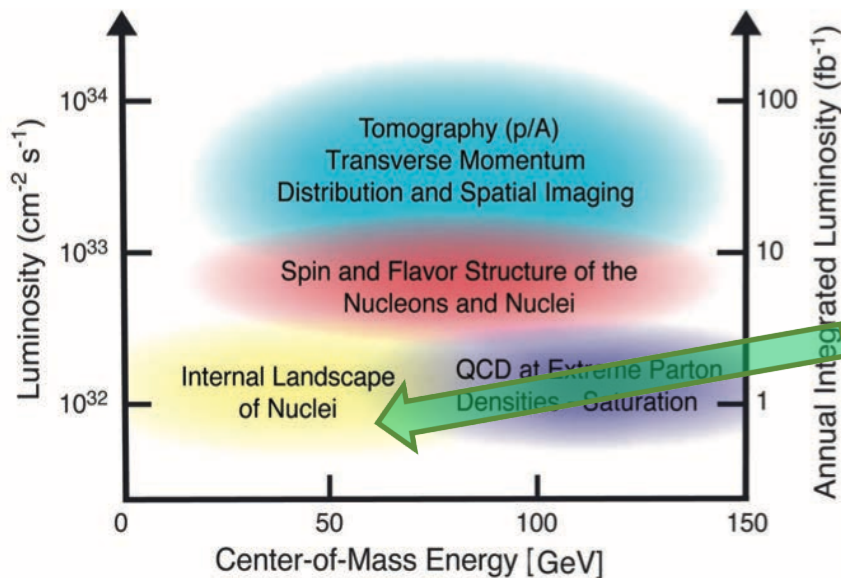 Luminosity (cm⁻² s⁻¹)
10³⁴
10³³
10³²
Tomography (p/A)
Transverse Momentum
Distribution and Spatial Imaging
Spin and Flavor Structure of the
Nucleons and Nuclei
Internal Landscape
of Nuclei
QCD at Extreme Parton
Densities - Saturation
100
10
1
Annual Integrated Luminosity (fb⁻¹)
0
50
100
150
Center-of-Mass Energy [GeV]